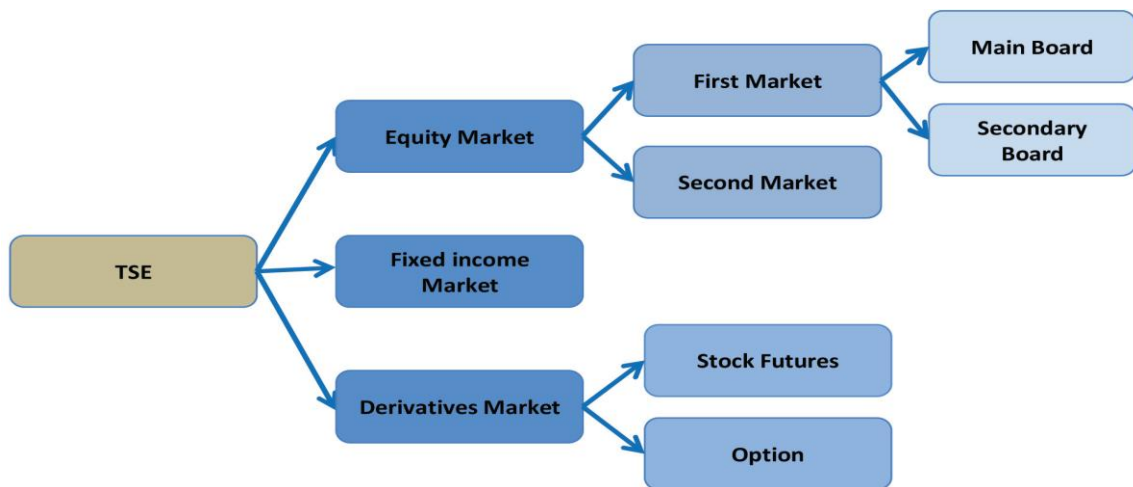 TSE
Equity Market
Fixed income
Market
Derivatives Market
First Market
Second Market
Stock Futures
Option
Main Board
Secondary
Board